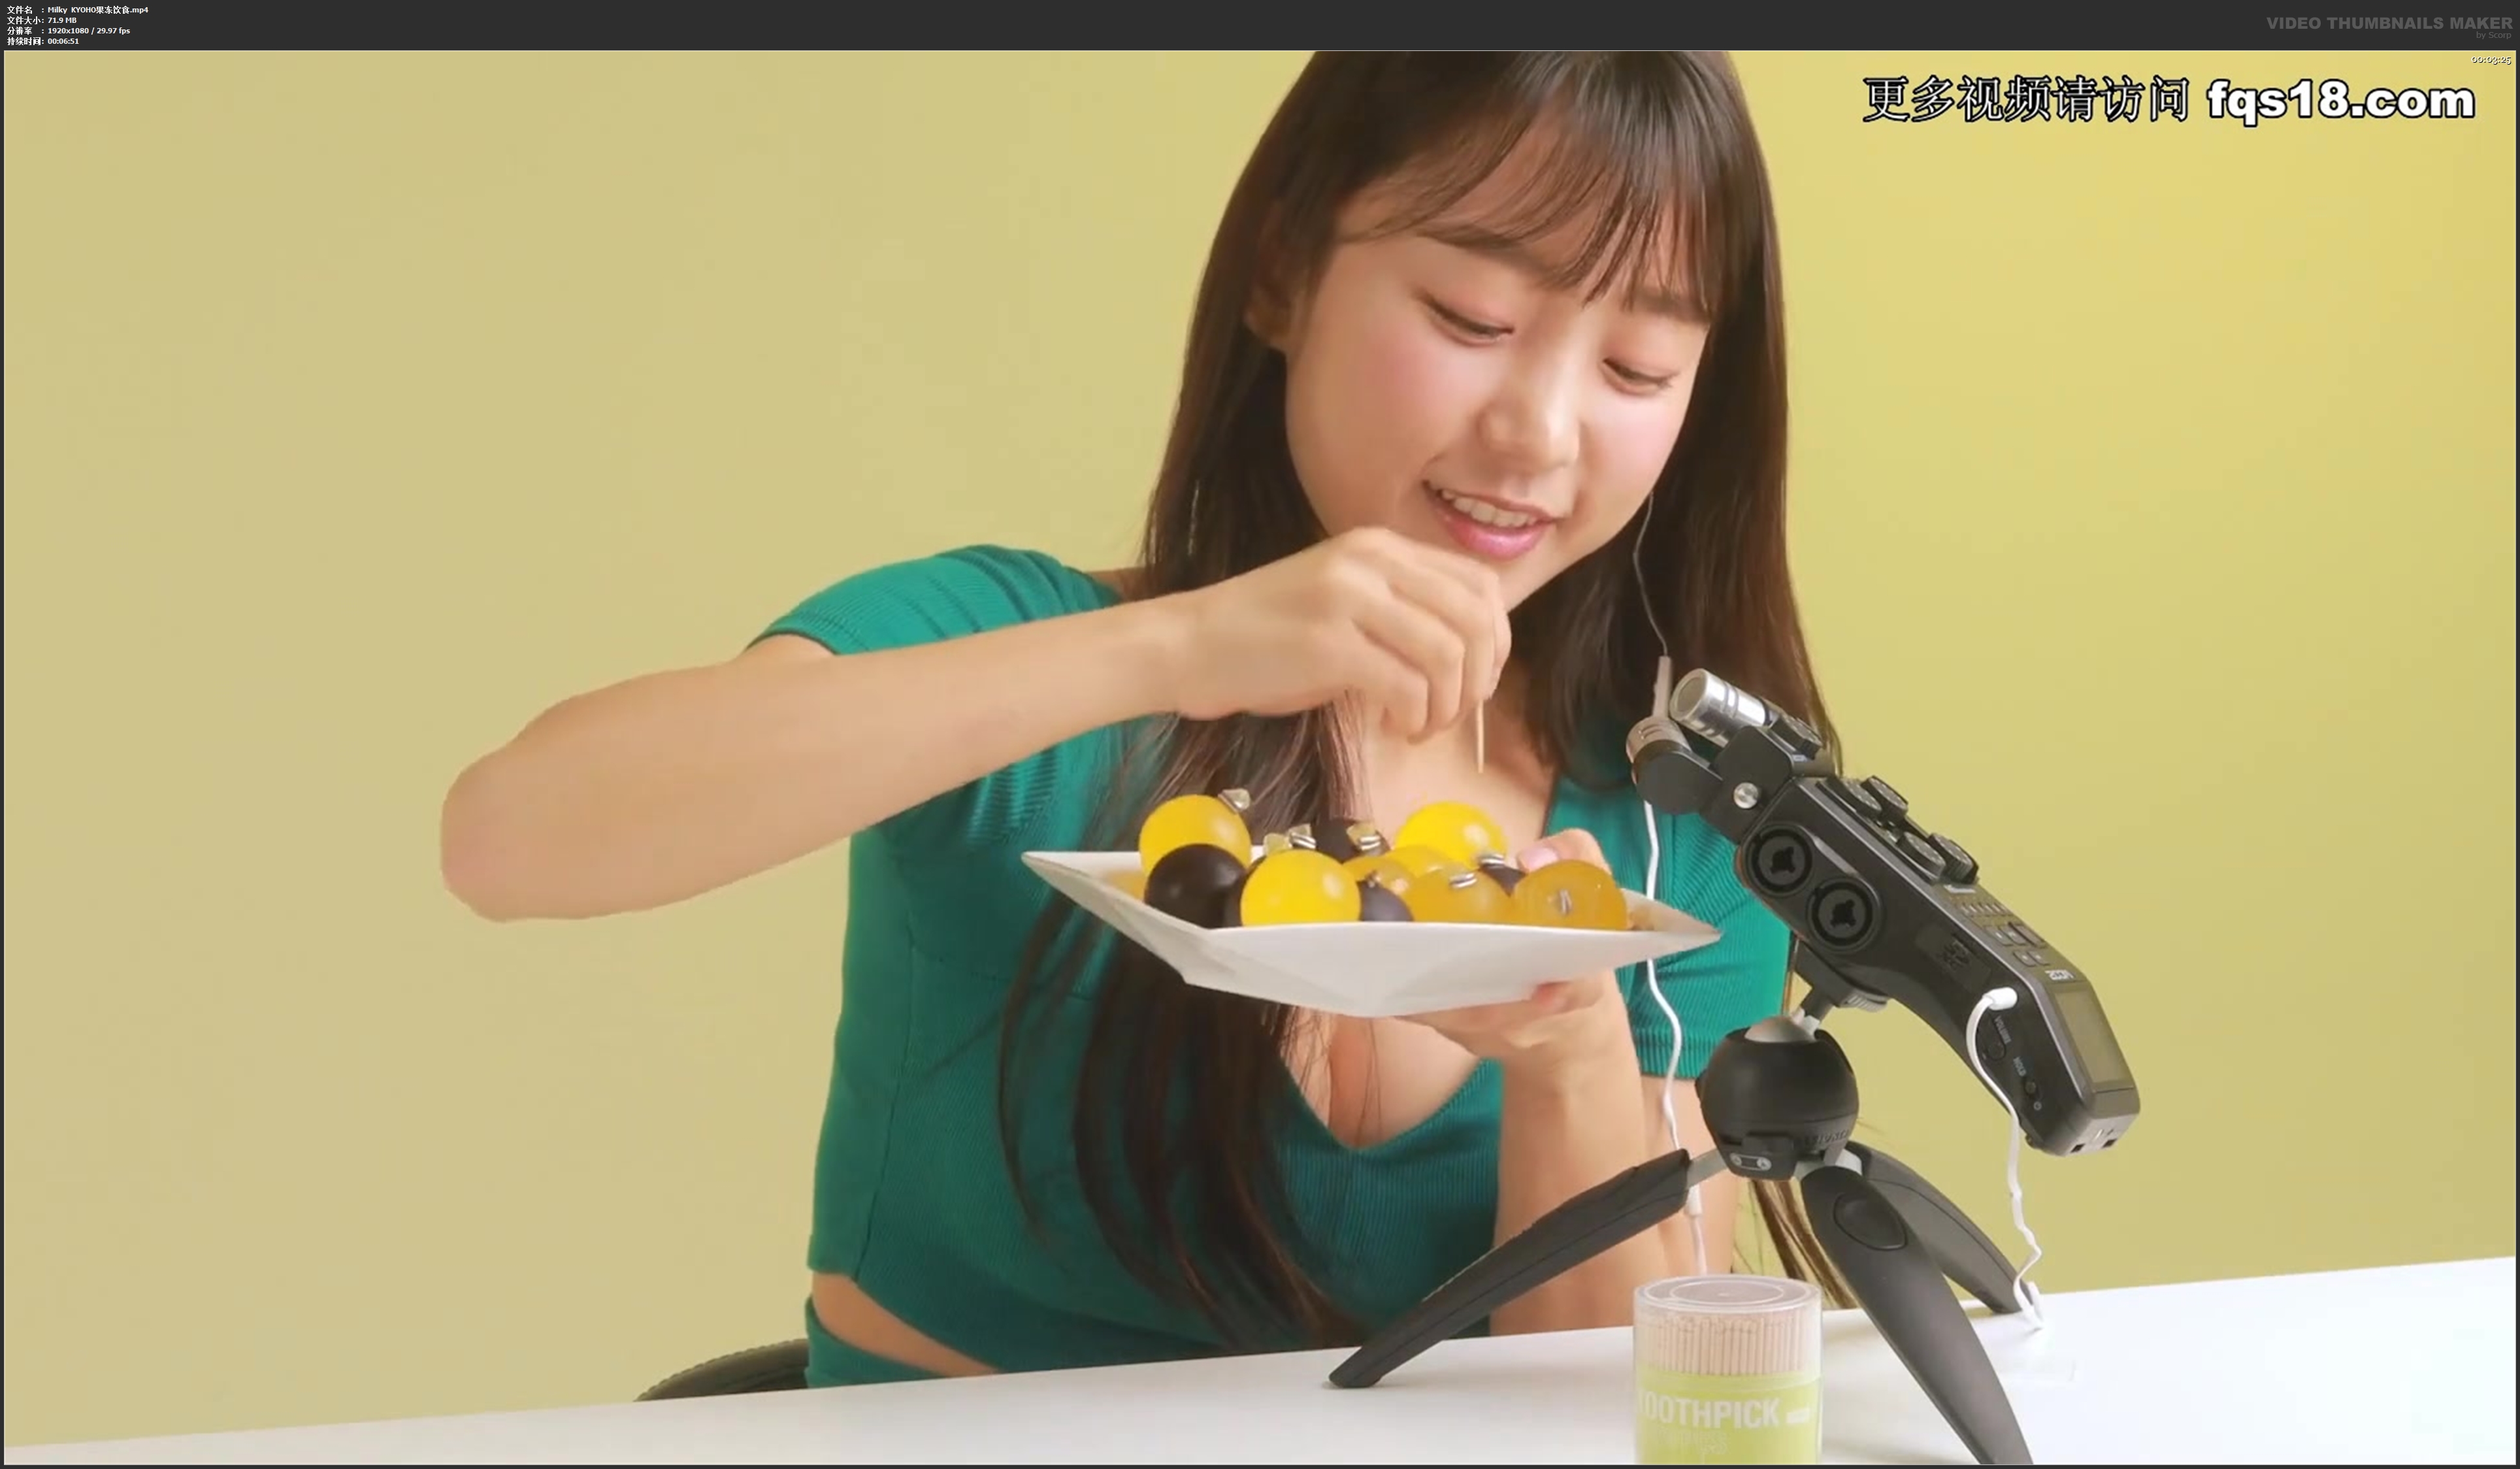 文件名 : Milky KYOHO果冻饮食.mp4
文件大小: 71.9 MB
分辨率 : 1920x1080 / 29.97 fps
持续时间: 00:06:51
VIDEO THUMBNAILS MAKER
by Scorp
00:03:25
更多视频请访问 fqs18.com
TOOTHPICK